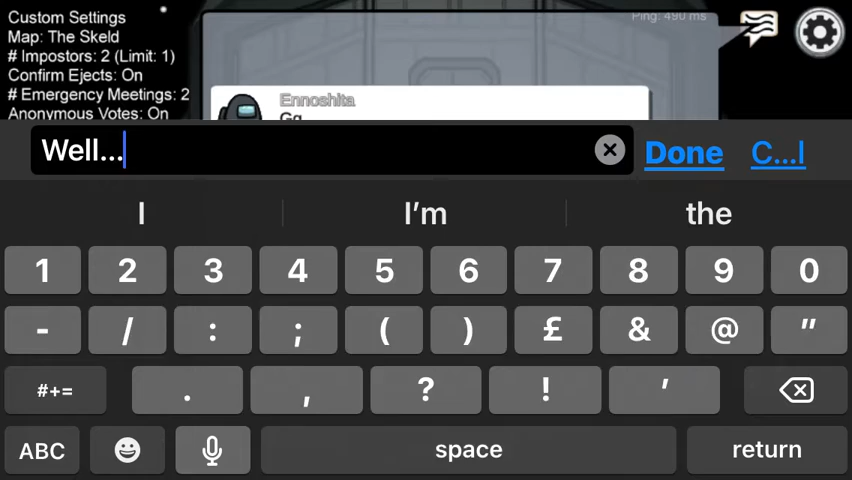 Custom Settings
Map: The Skeld
# Impostors: 2 (Limit: 1)
Confirm Ejects: On
# Emergency Meetings: 2
Anonymous Votes: On
Ping: 490 ms
Ennoshita
Gg
Well...
Done
C...l
I
I'm
the
1 2 3 4 5 6 7 8 9 0
- / : ; ( ) £ & @ "
#+= . , ? ! '
ABC space return